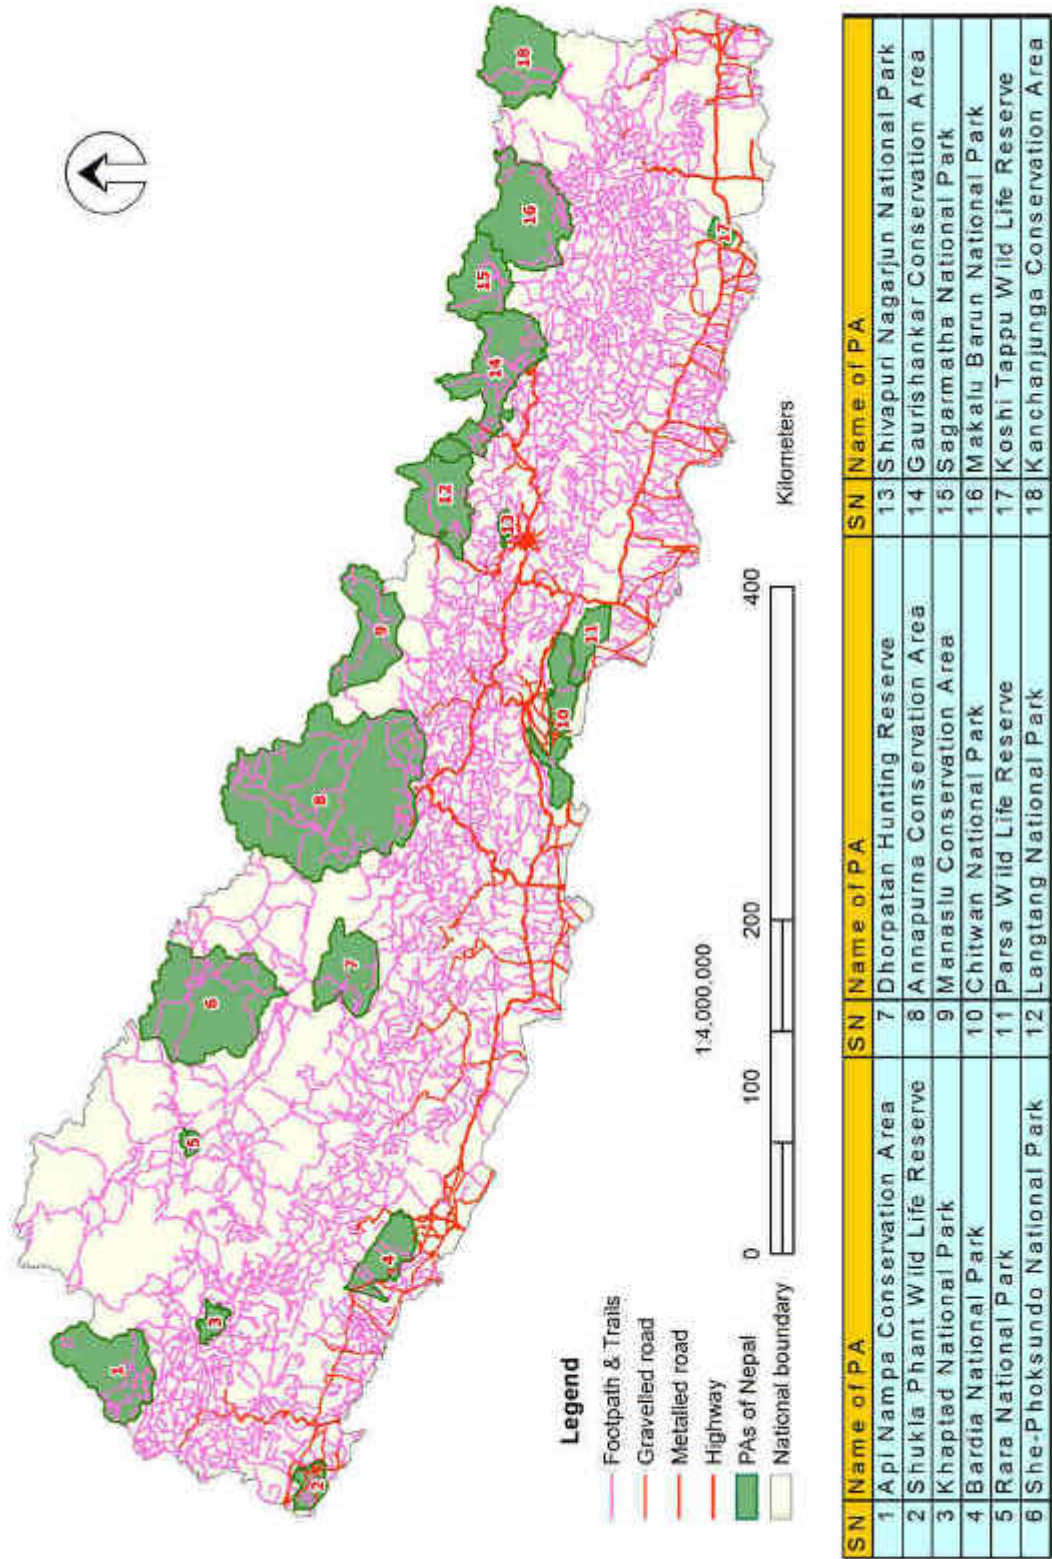 18
16
15
17
14
12
13
9
11
10
8
7
6
5
4
3
1
2
Kilometers
0
100
200
400
1:4,000,000
Legend
Footpath & Trails
Gravelled road
Metalled road
Highway
PAs of Nepal
National boundary
SN Name of PA SN Name of PA SN Name of PA
1 Api Nampa Conservation Area 7 Dhorpatan Hunting Reserve 13 Shivapuri Nagarjun National Park
2 Shukla Phant Wild Life Reserve 8 Annapurna Conservation Area 14 Gaurishankar Conservation Area
3 Khaptad National Park 9 Manaslu Conservation Area 15 Sagarmatha National Park
4 Bardia National Park 10 Chitwan National Park 16 Makalu Barun National Park
5 Rara National Park 11 Parsa Wild Life Reserve 17 Koshi Tappu Wild Life Reserve
6 She-Phoksundo National Park 12 Langtang National Park 18 Kanchanjunga Conservation Area